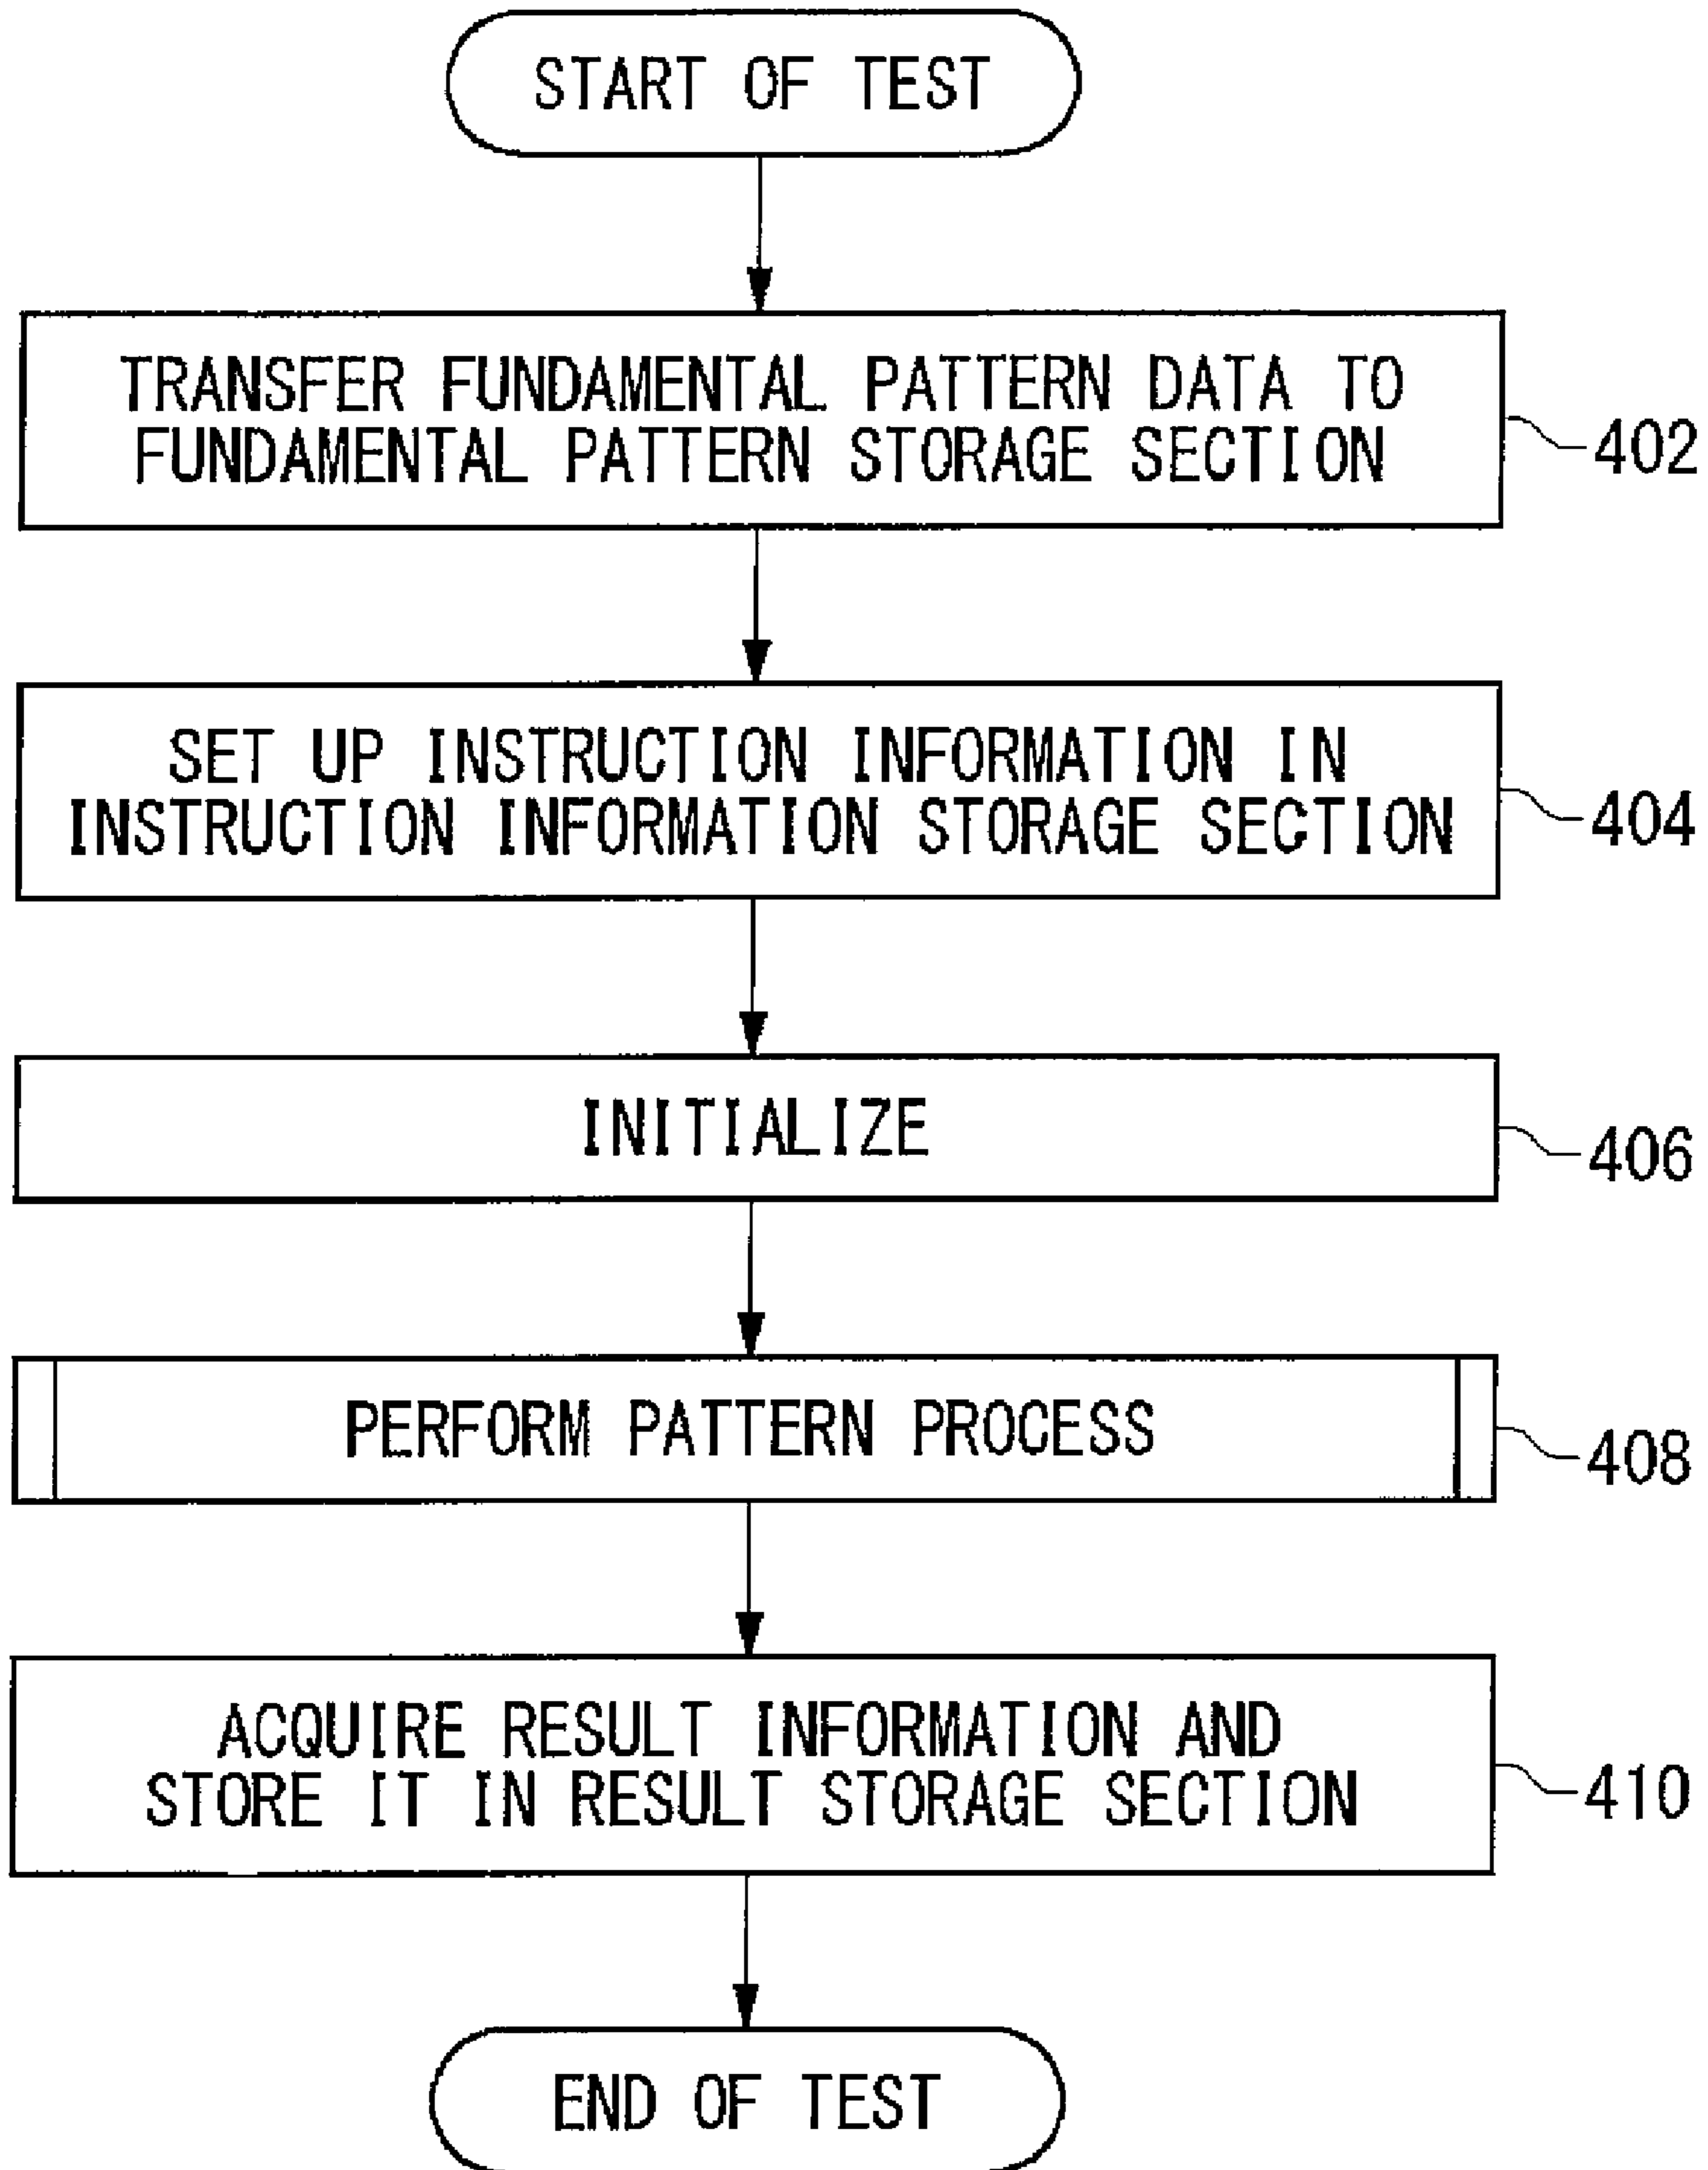 START OF TEST
TRANSFER FUNDAMENTAL PATTERN DATA TO
FUNDAMENTAL PATTERN STORAGE SECTION
402
SET UP INSTRUCTION INFORMATION IN
INSTRUCTION INFORMATION STORAGE SECTION
404
INITIALIZE
406
PERFORM PATTERN PROCESS
408
ACQUIRE RESULT INFORMATION AND
STORE IT IN RESULT STORAGE SECTION
410
END OF TEST